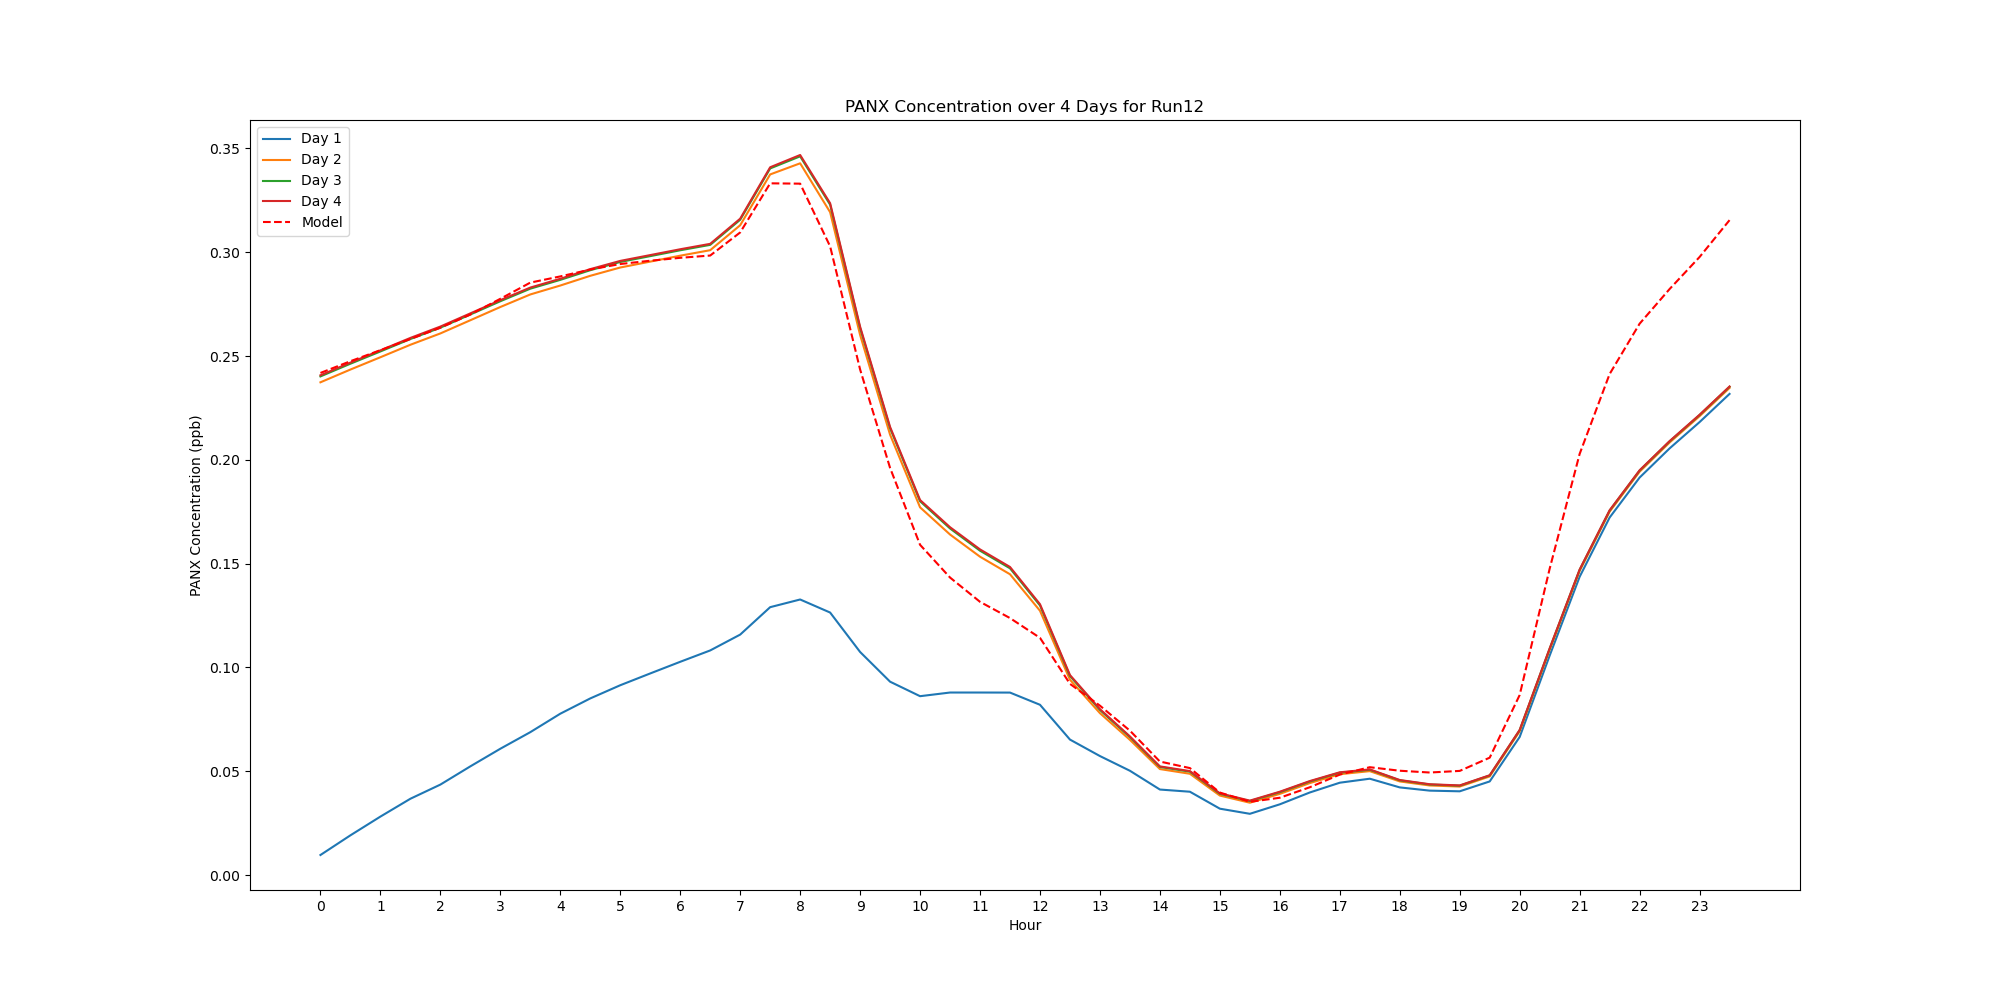 PANX Concentration over 4 Days for Run12
Day 1
Day 2
Day 3
Day 4
Model
PANX Concentration (ppb)
0.35
0.30
0.25
0.20
0.15
0.10
0.05
0.00
0 1 2 3 4 5 6 7 8 9 10 11 12 13 14 15 16 17 18 19 20 21 22 23
Hour